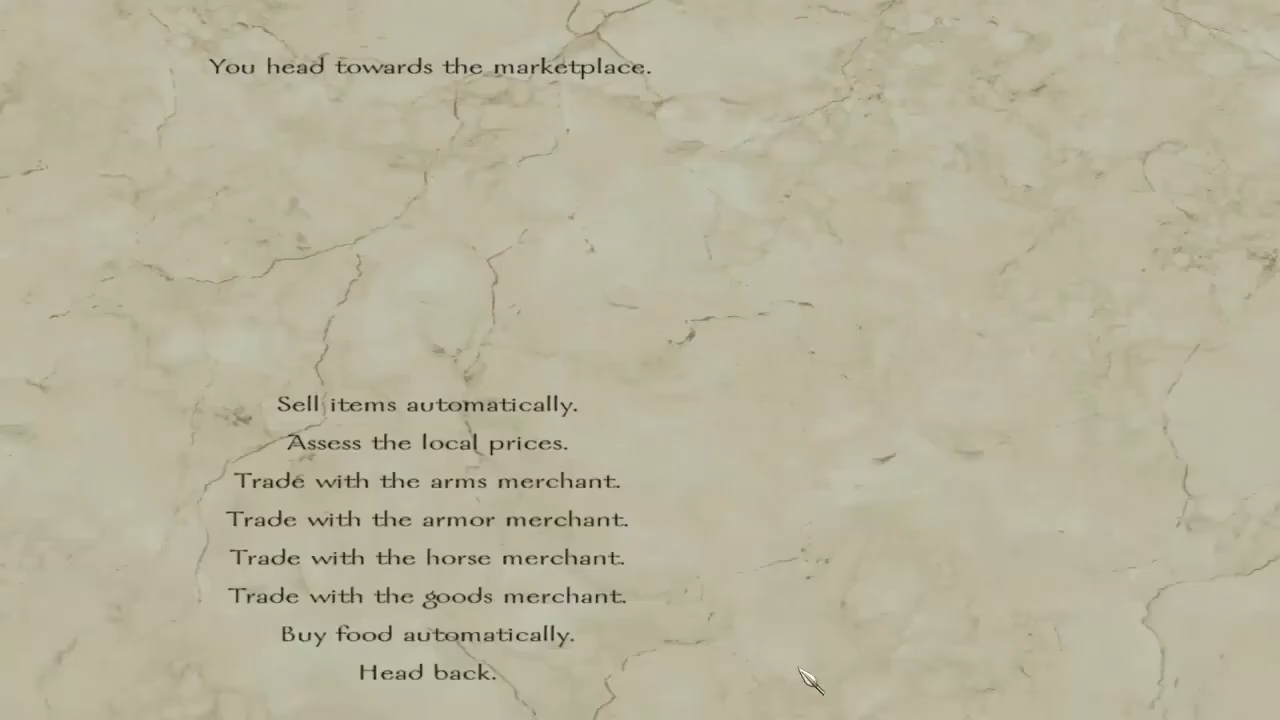 You head towards the marketplace.
Sell items automatically.
Assess the local prices.
Trade with the arms merchant.
Trade with the armor merchant.
Trade with the horse merchant.
Trade with the goods merchant.
Buy food automatically.
Head back.